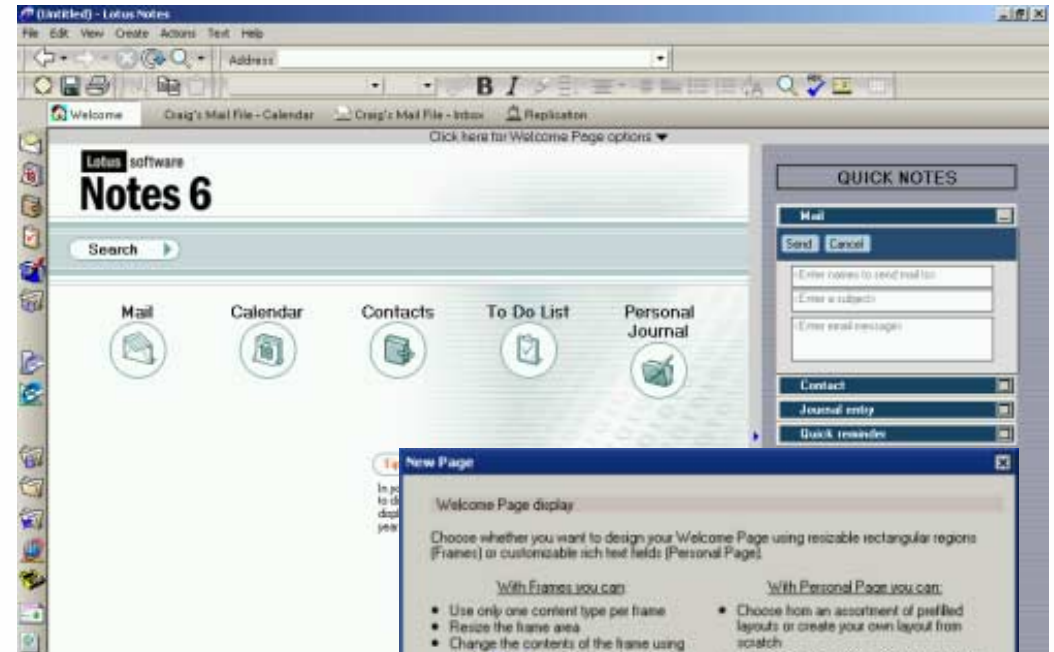 (Untitled) - Lotus Notes
File Edit View Create Actions Text Help
Address
B I
Welcome Craig's Mail File - Calendar Craig's Mail File - Inbox Replication
Click here for Welcome Page options
Lotus software
Notes 6
Search
Mail Calendar Contacts To Do List Personal
Journal
QUICK NOTES
Mail
Send Cancel
<Enter names to send mail to>
<Enter a subject>
<Enter email message>
Contact
Journal entry
Quick reminder
New Page
Welcome Page display
Choose whether you want to design your Welcome Page using resizable rectangular regions
(Frames) or customizable rich text fields (Personal Page).
With Frames you can:
• Use only one content type per frame
• Resize the frame area
• Change the contents of the frame using
With Personal Page you can:
• Choose from an assortment of prefilled
layouts or create your own layout from
scratch